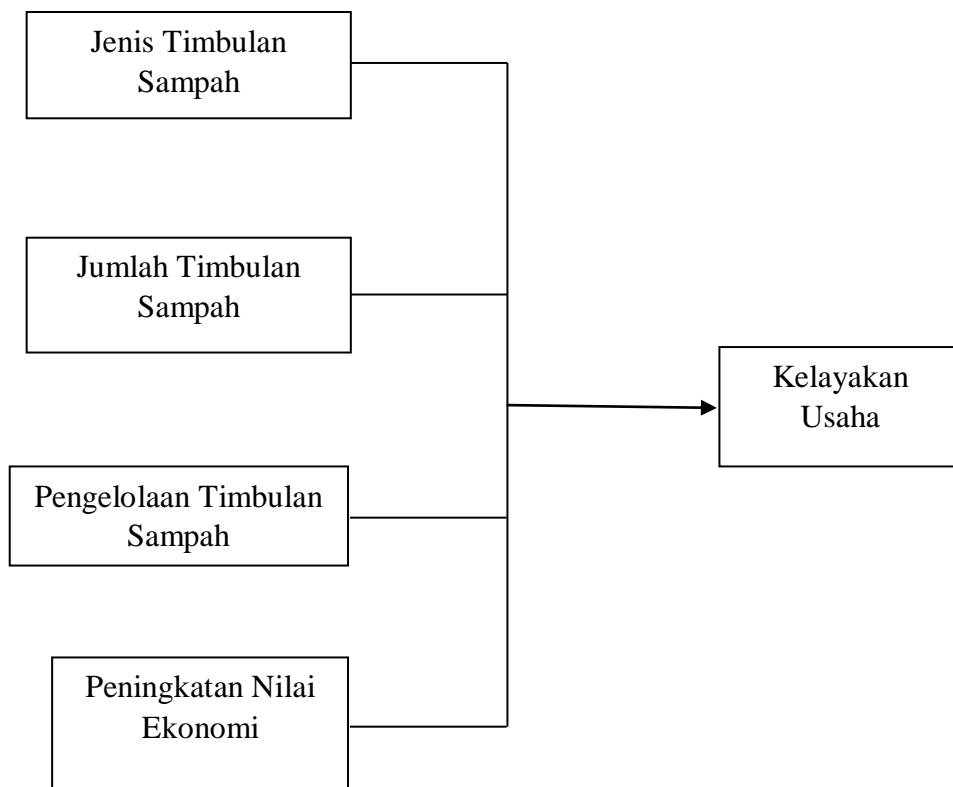 Jenis Timbulan
Sampah
Jumlah Timbulan
Sampah
Kelayakan
Usaha
Pengelolaan Timbulan
Sampah
Peningkatan Nilai
Ekonomi